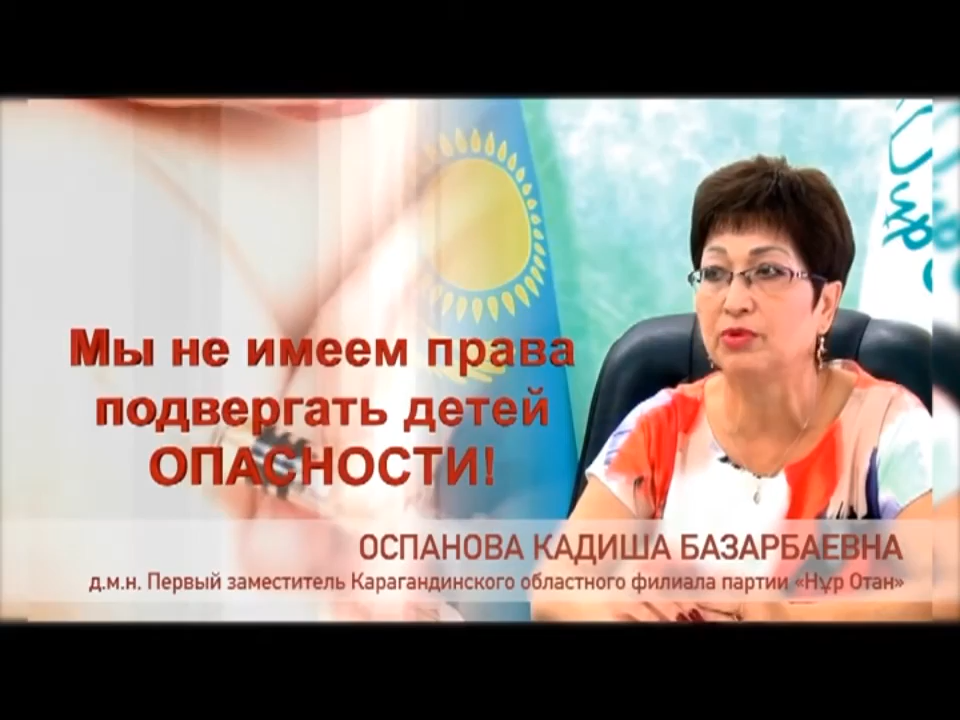 Мы не имеем права
подвергать детей
ОПАСНОСТИ!
ОСПАНОВА КАДИША БАЗАРБАЕВНА
д.м.н. Первый заместитель Карагандинского областного филиала партии «Нұр Отан»